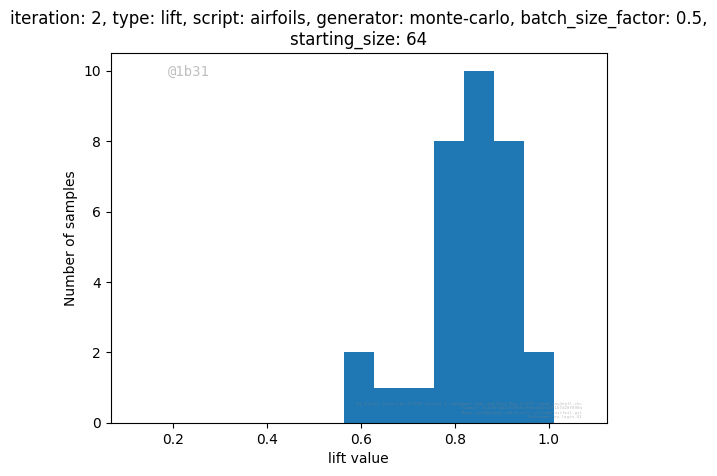 iteration: 2, type: lift, script: airfoils, generator: monte-carlo, batch_size_factor: 0.5,
starting_size: 64
@1b31
10
8
6
4
2
0
Number of samples
0.2 0.4 0.6 0.8 1.0
lift value